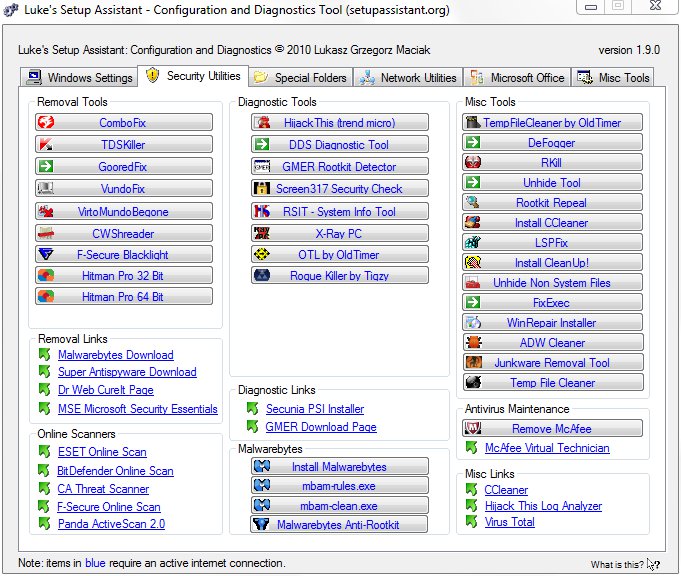 Luke's Setup Assistant - Configuration and Diagnostics Tool (setupassistant.org)
Luke's Setup Assistant: Configuration and Diagnostics © 2010 Lukasz Grzegorz Maciak
version 1.9.0
Windows Settings
Security Utilities
Special Folders
Network Utilities
Microsoft Office
Misc Tools
Removal Tools
ComboFix
TDSKiller
GooredFix
VundoFix
VirtoMundoBegone
CWShreader
F-Secure Blacklight
Hitman Pro 32 Bit
Hitman Pro 64 Bit
Removal Links
Malwarebytes Download
Super Antispyware Download
Dr Web CureIt Page
MSE Microsoft Security Essentials
Online Scanners
ESET Online Scan
BitDefender Online Scan
CA Threat Scanner
F-Secure Online Scan
Panda ActiveScan 2.0
Diagnostic Tools
HijackThis (trend micro)
DDS Diagnostic Tool
GMER Rootkit Detector
Screen317 Security Check
RSIT - System Info Tool
X-Ray PC
OTL by OldTimer
Rogue Killer by Tigzy
Diagnostic Links
Secunia PSI Installer
GMER Download Page
Malwarebytes
Install Malwarebytes
mbam-rules.exe
mbam-clean.exe
Malwarebytes Anti-Rootkit
Misc Tools
TempFileCleaner by OldTimer
DeFogger
RKill
Unhide Tool
Rootkit Repeal
Install CCleaner
LSPFix
Install CleanUp!
Unhide Non System Files
FixExec
WinRepair Installer
ADW Cleaner
Junkware Removal Tool
Temp File Cleaner
Antivirus Maintenance
Remove McAfee
McAfee Virtual Technician
Misc Links
CCleaner
Hijack This Log Analyzer
Virus Total
Note: items in blue require an active internet connection.
What is this? ?